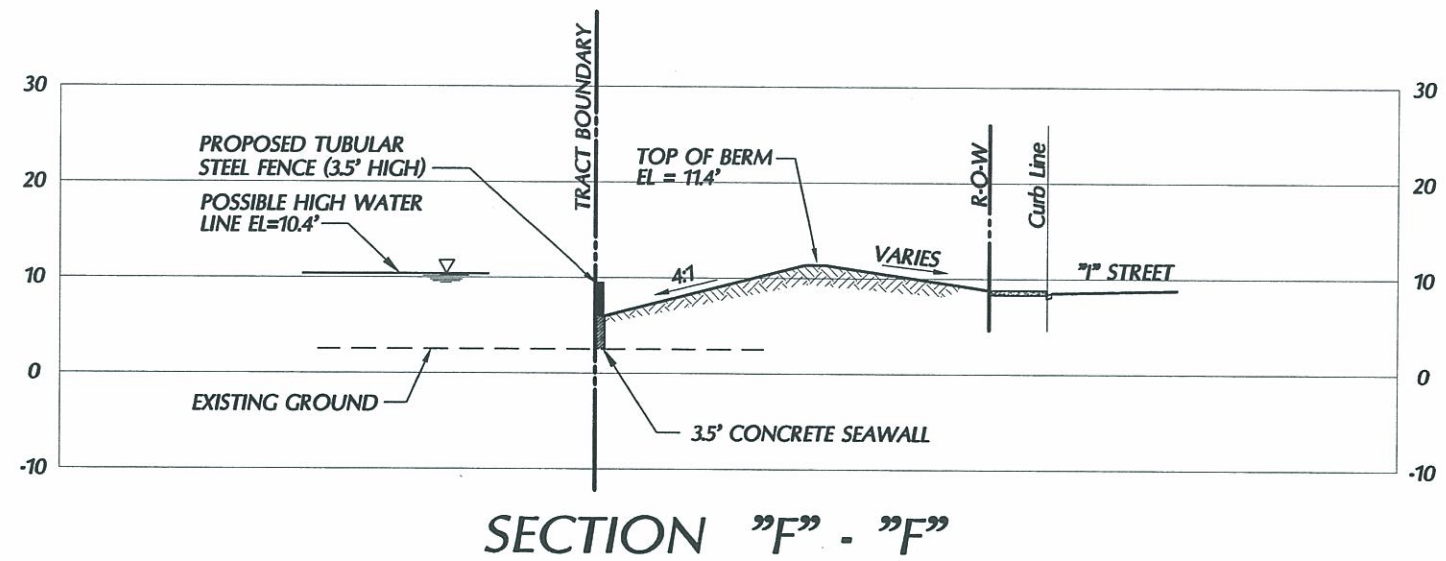 30
20
10
0
-10
PROPOSED TUBULAR
STEEL FENCE (3.5' HIGH)
POSSIBLE HIGH WATER
LINE EL=10.4'
EXISTING GROUND
TRACT BOUNDARY
TOP OF BERM
EL = 11.4'
4:1
VARIES
3.5' CONCRETE SEAWALL
R-O-W
Curb Line
"I" STREET
30
20
10
0
-10
SECTION "F" - "F"